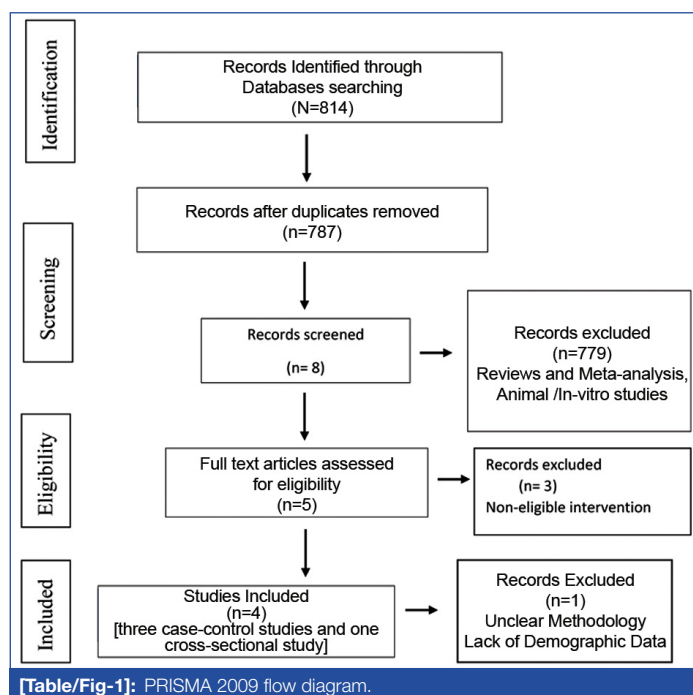 Identification
Records Identified through
Databases searching
(N=814)
Records after duplicates removed
(n=787)
Screening
Records screened
(n= 8)
Records excluded
(n=779)
Reviews and Meta-analysis,
Animal /In-vitro studies
Eligibility
Full text articles assessed
for eligibility
(n=5)
Records excluded
(n= 3)
Non-eligible intervention
Included
Studies Included
(n=4)
[three case-control studies and one
cross-sectional study]
Records Excluded
(n=1)
Unclear Methodology
Lack of Demographic Data
[Table/Fig-1]: PRISMA 2009 flow diagram.